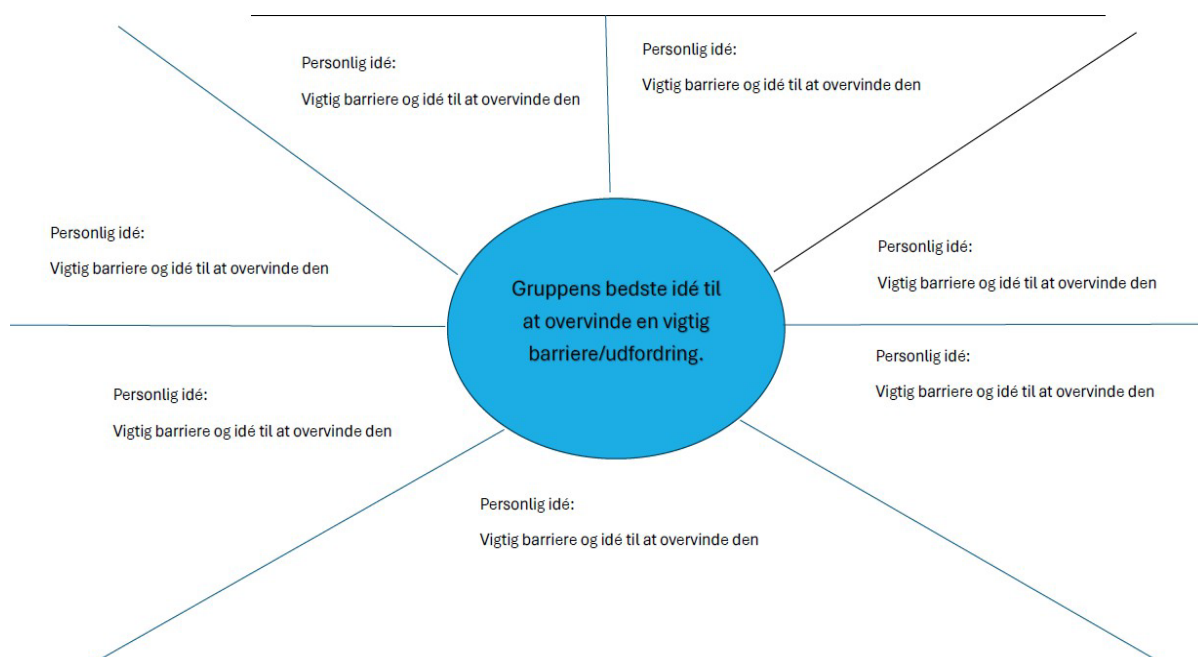 Personlig idé:
Vigtig barriere og idé til at overvinde den
Personlig idé:
Vigtig barriere og idé til at overvinde den
Personlig idé:
Vigtig barriere og idé til at overvinde den
Personlig idé:
Vigtig barriere og idé til at overvinde den
Gruppens bedste idé til
at overvinde en vigtig
barriere/udfordring.
Personlig idé:
Vigtig barriere og idé til at overvinde den
Personlig idé:
Vigtig barriere og idé til at overvinde den
Personlig idé:
Vigtig barriere og idé til at overvinde den